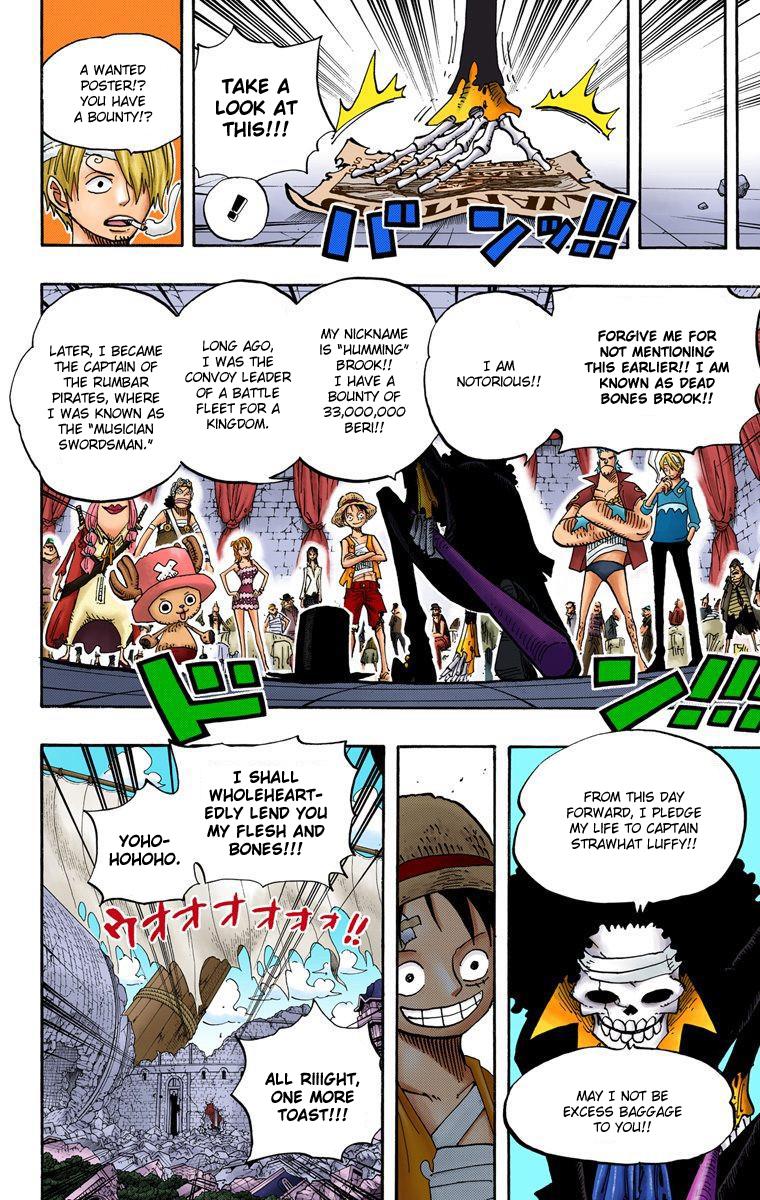 TAKE A
LOOK AT
THIS!!!
!
バンッ!!
A WANTED
POSTER!?
YOU HAVE
A BOUNTY!?
FORGIVE ME FOR
NOT MENTIONING
THIS EARLIER!! I AM
KNOWN AS DEAD
BONES BROOK!!
I AM
NOTORIOUS!!
MY NICKNAME
IS "HUMMING"
BROOK!!
I HAVE A
BOUNTY OF
33,000,000
BERI!!
LONG AGO,
I WAS THE
CONVOY LEADER
OF A BATTLE
FLEET FOR A
KINGDOM.
LATER, I BECAME
THE CAPTAIN
OF THE RUMBAR
PIRATES, WHERE
I WAS KNOWN AS
THE "MUSICIAN
SWORDSMAN."
ドン!!!
FROM THIS DAY
FORWARD, I PLEDGE
MY LIFE TO CAPTAIN
STRAWHAT LUFFY!!
MAY I NOT BE
EXCESS BAGGAGE
TO YOU!!
I SHALL
WHOLEHEART-
EDLY LEND YOU
MY FLESH AND
BONES!!!
YOHO-
HOHOHO.
ウオオオオオォォ!!
ALL RIIIGHT,
ONE MORE
TOAST!!!